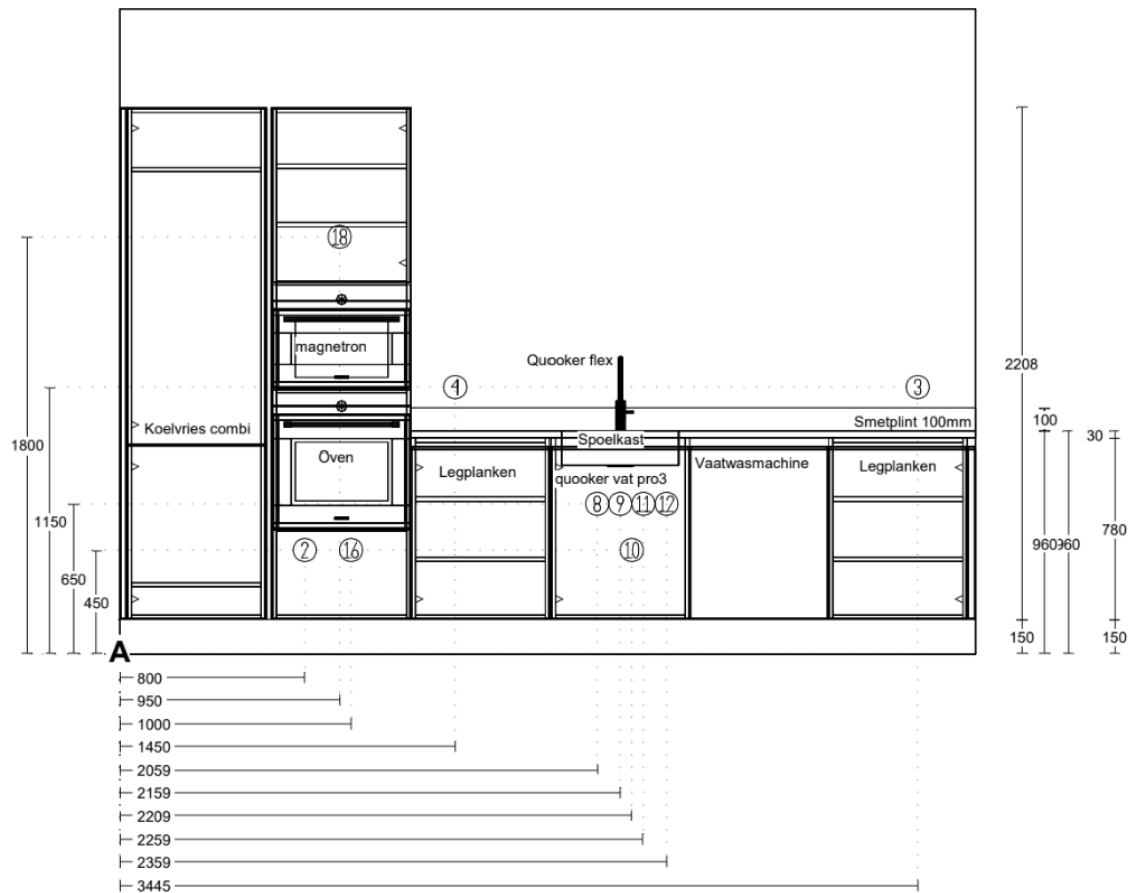 18
magnetron
Quooker flex
4
3
2208
Koelvries combi
Smetplint 100mm
100
Spoelkast
30
1800
Oven
Legplanken
quooker vat pro3
Vaatwasmachine
Legplanken
8
9
11
12
1150
2
16
10
960
960
780
650
450
150
150
A
800
950
1000
1450
2059
2159
2209
2259
2359
3445